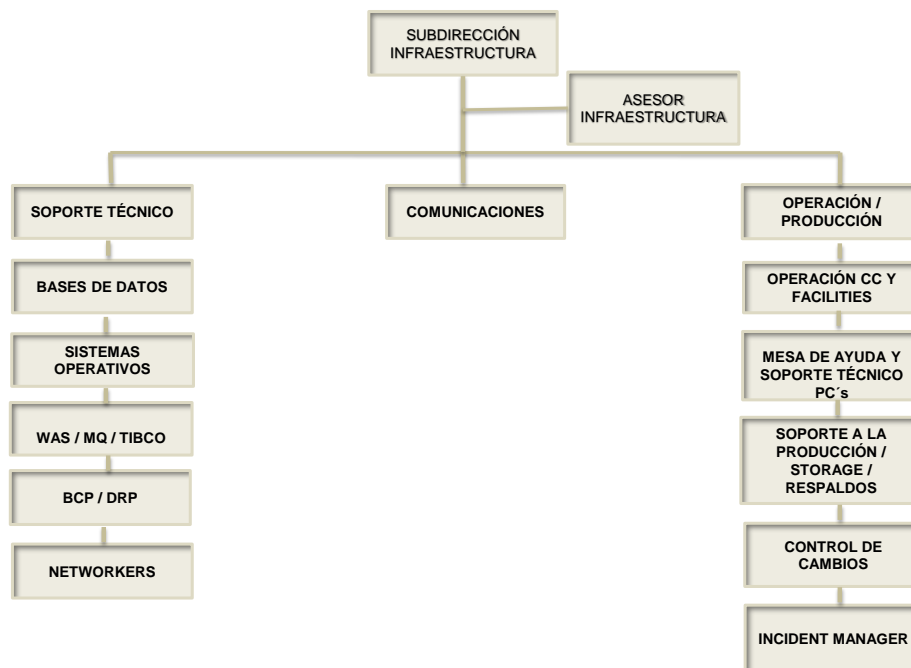 SUBDIRECCIÓN
INFRAESTRUCTURA
ASESOR
INFRAESTRUCTURA
SOPORTE TÉCNICO
BASES DE DATOS
SISTEMAS
OPERATIVOS
WAS / MQ / TIBCO
BCP / DRP
NETWORKERS
COMUNICACIONES
OPERACIÓN /
PRODUCCIÓN
OPERACIÓN CC Y
FACILITIES
MESA DE AYUDA Y
SOPORTE TÉCNICO
PC´s
SOPORTE A LA
PRODUCCIÓN /
STORAGE /
RESPALDOS
CONTROL DE
CAMBIOS
INCIDENT MANAGER